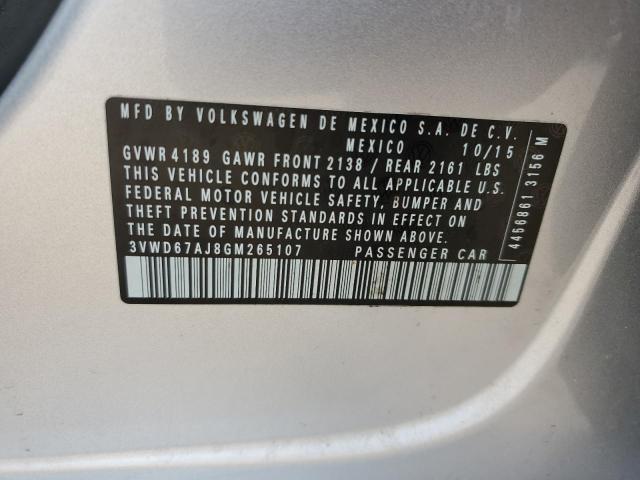 MFD BY VOLKSWAGEN DE MEXICO S.A. DE C.V.
MEXICO 10/15
GVWR 4189 GAWR FRONT 2138 / REAR 2161 LBS
THIS VEHICLE CONFORMS TO ALL APPLICABLE U.S.
FEDERAL MOTOR VEHICLE SAFETY, BUMPER AND
THEFT PREVENTION STANDARDS IN EFFECT ON
THE DATE OF MANUFACTURE SHOWN ABOVE.
3VWD67AJ8GM265107 PASSENGER CAR
4456861 3156 M